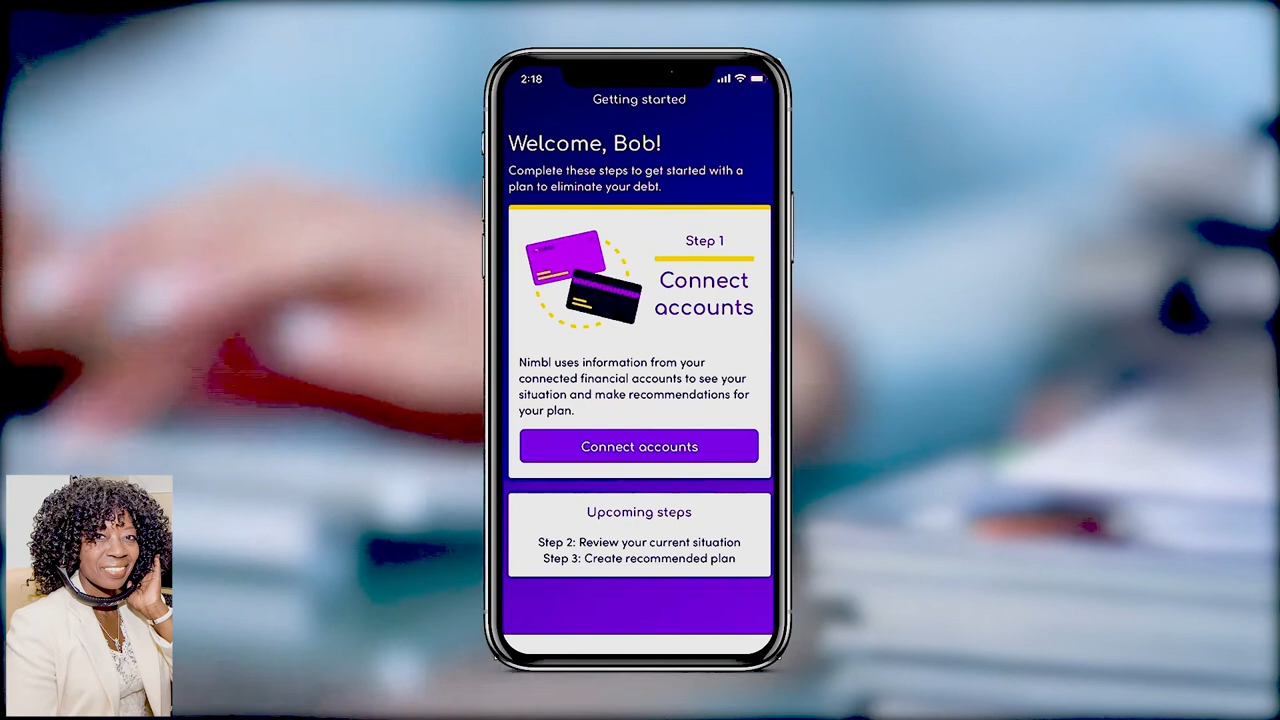 2:18
Getting started
Welcome, Bob!
Complete these steps to get started with a
plan to eliminate your debt.
Step 1
Connect
accounts
Nimbl uses information from your
connected financial accounts to see your
situation and make recommendations for
your plan.
Connect accounts
Upcoming steps
Step 2: Review your current situation
Step 3: Create recommended plan